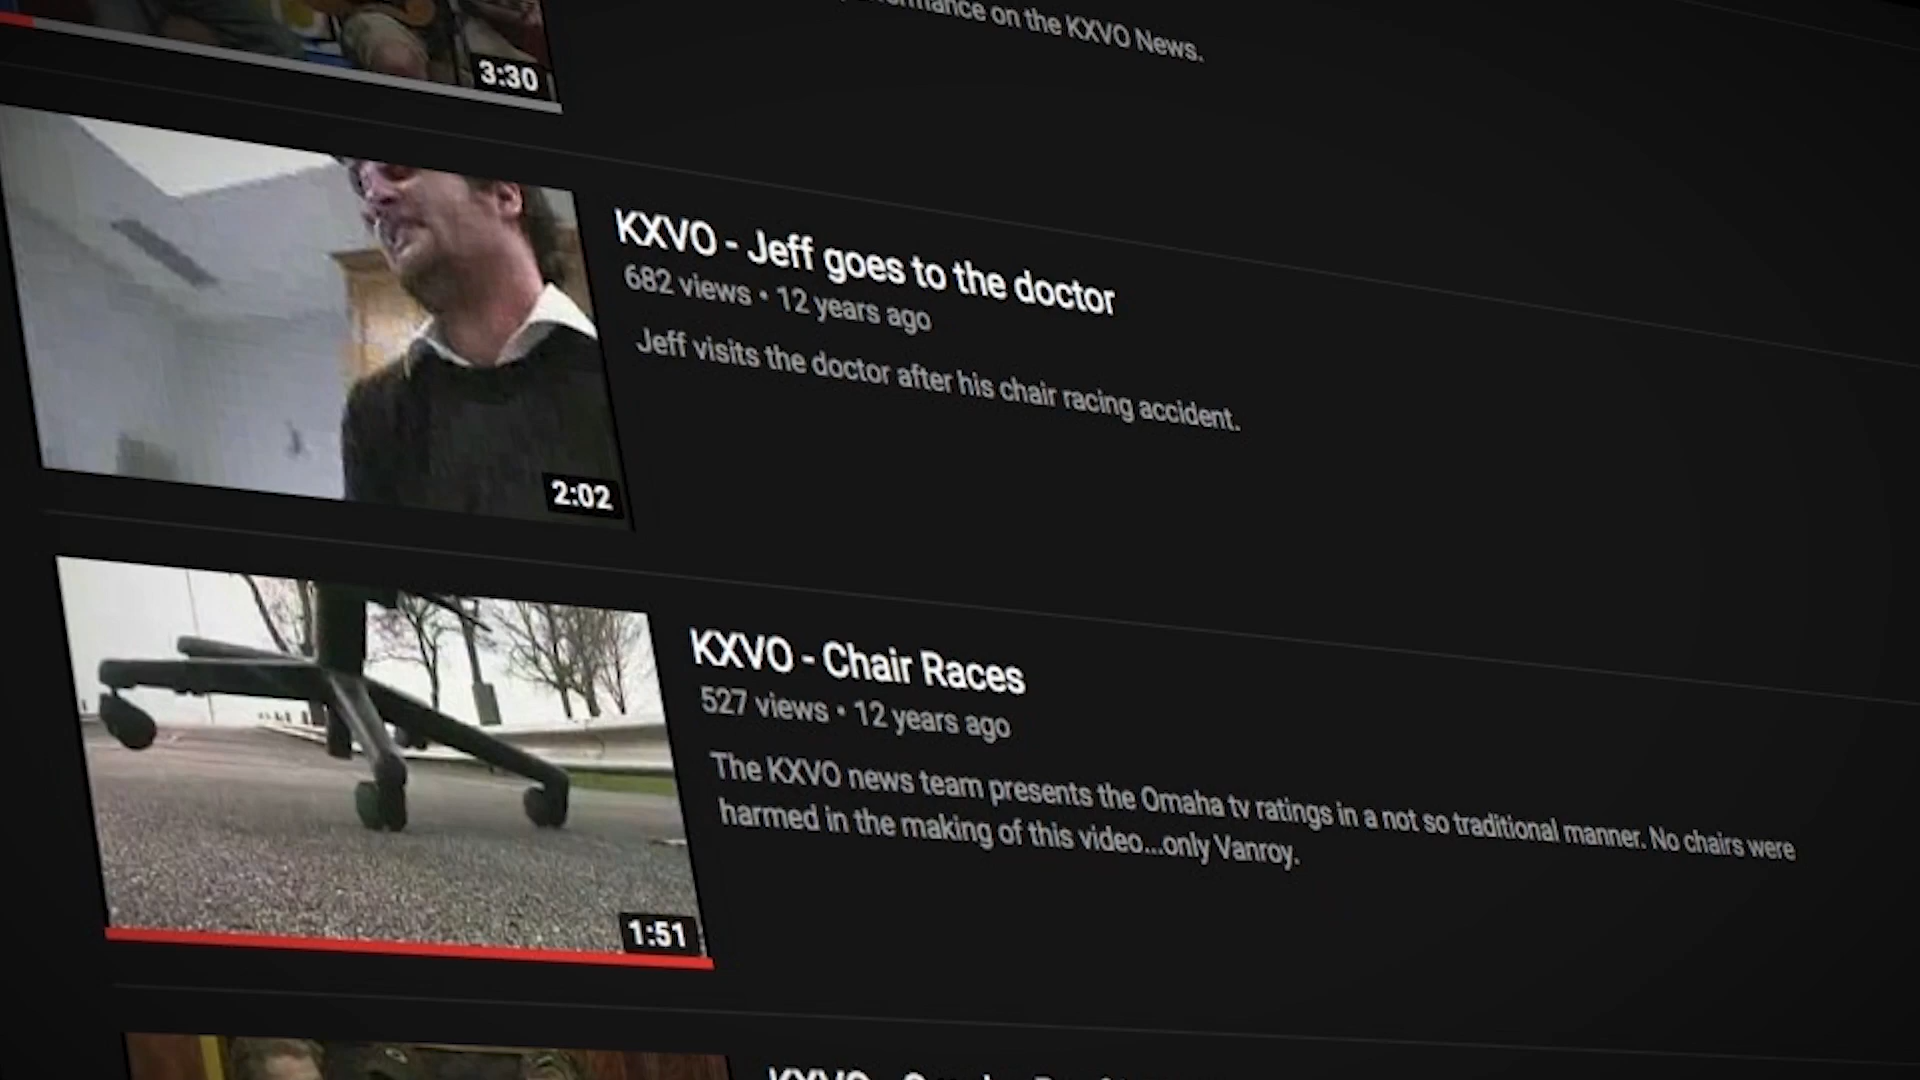 on the KXVO News.
3:30
KXVO - Jeff goes to the doctor
682 views • 12 years ago
Jeff visits the doctor after his chair racing accident.
2:02
KXVO - Chair Races
527 views • 12 years ago
The KXVO news team presents the Omaha tv ratings in a not so traditional manner. No chairs were
harmed in the making of this video...only Vanroy.
1:51
KXVO -